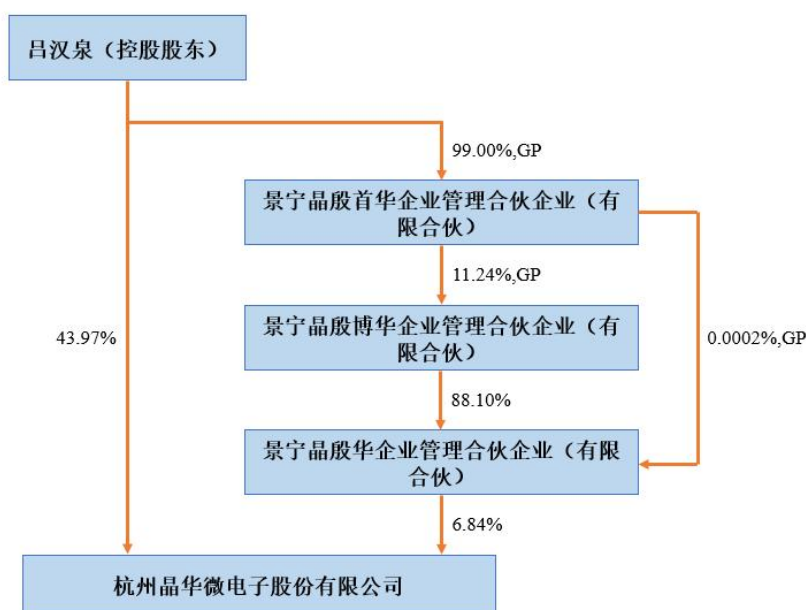 吕汉泉（控股股东）
99.00%,GP
景宁晶殷首华企业管理合伙企业（有
限合伙）
11.24%,GP
景宁晶殷博华企业管理合伙企业（有
限合伙）
43.97%
0.0002%,GP
88.10%
景宁晶殷华企业管理合伙企业（有限
合伙）
6.84%
杭州晶华微电子股份有限公司